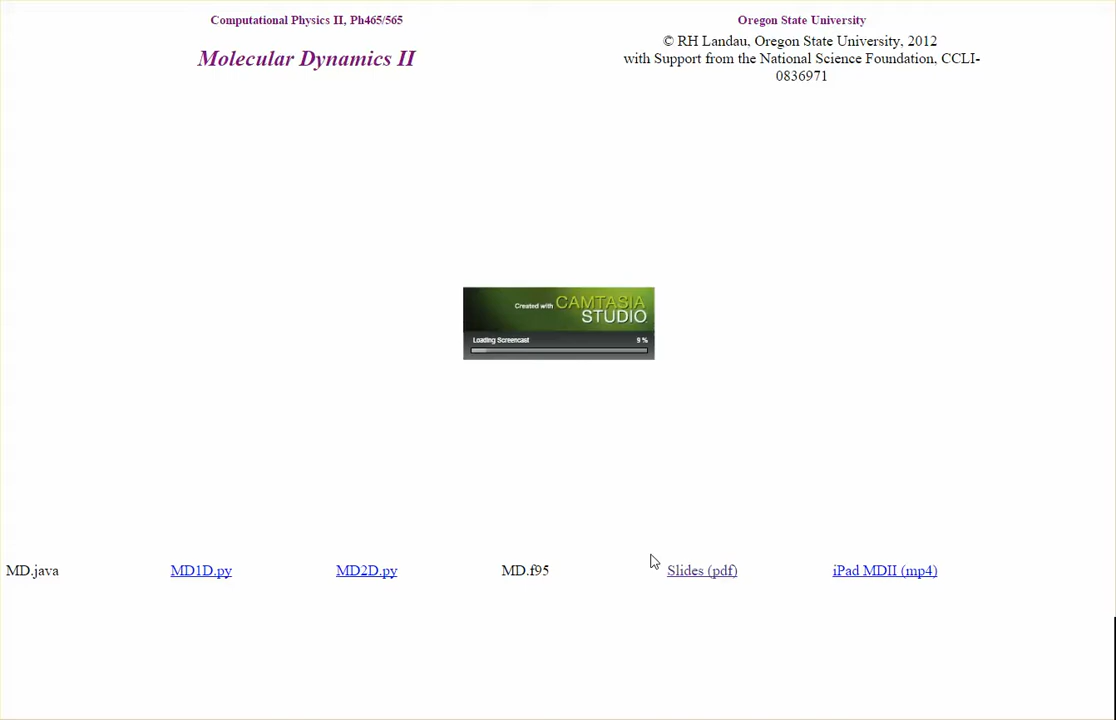 Computational Physics II, Ph465/565
Molecular Dynamics II
Oregon State University
© RH Landau, Oregon State University, 2012
with Support from the National Science Foundation, CCLI-
0836971
Created with CAMTASIA
STUDIO
Loading Screencast 9 %
MD.java MD1D.py MD2D.py MD.f95 Slides (pdf) iPad MDII (mp4)